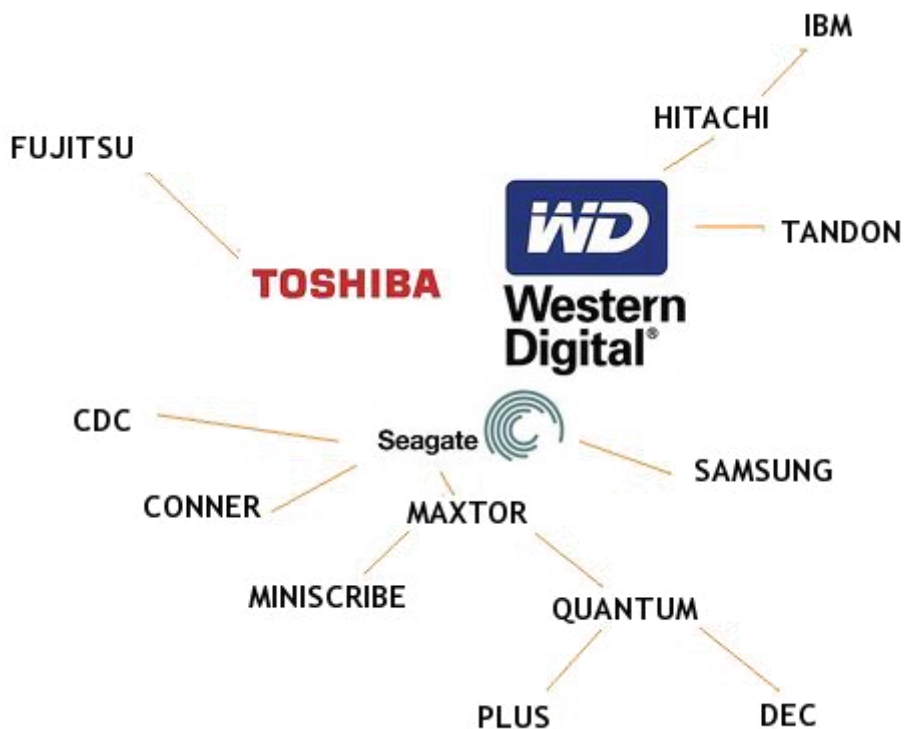 IBM
HITACHI
FUJITSU
WD
TANDON
TOSHIBA
Western
Digital®
CDC
Seagate
SAMSUNG
CONNER
MAXTOR
MINISCRIBE
QUANTUM
PLUS
DEC